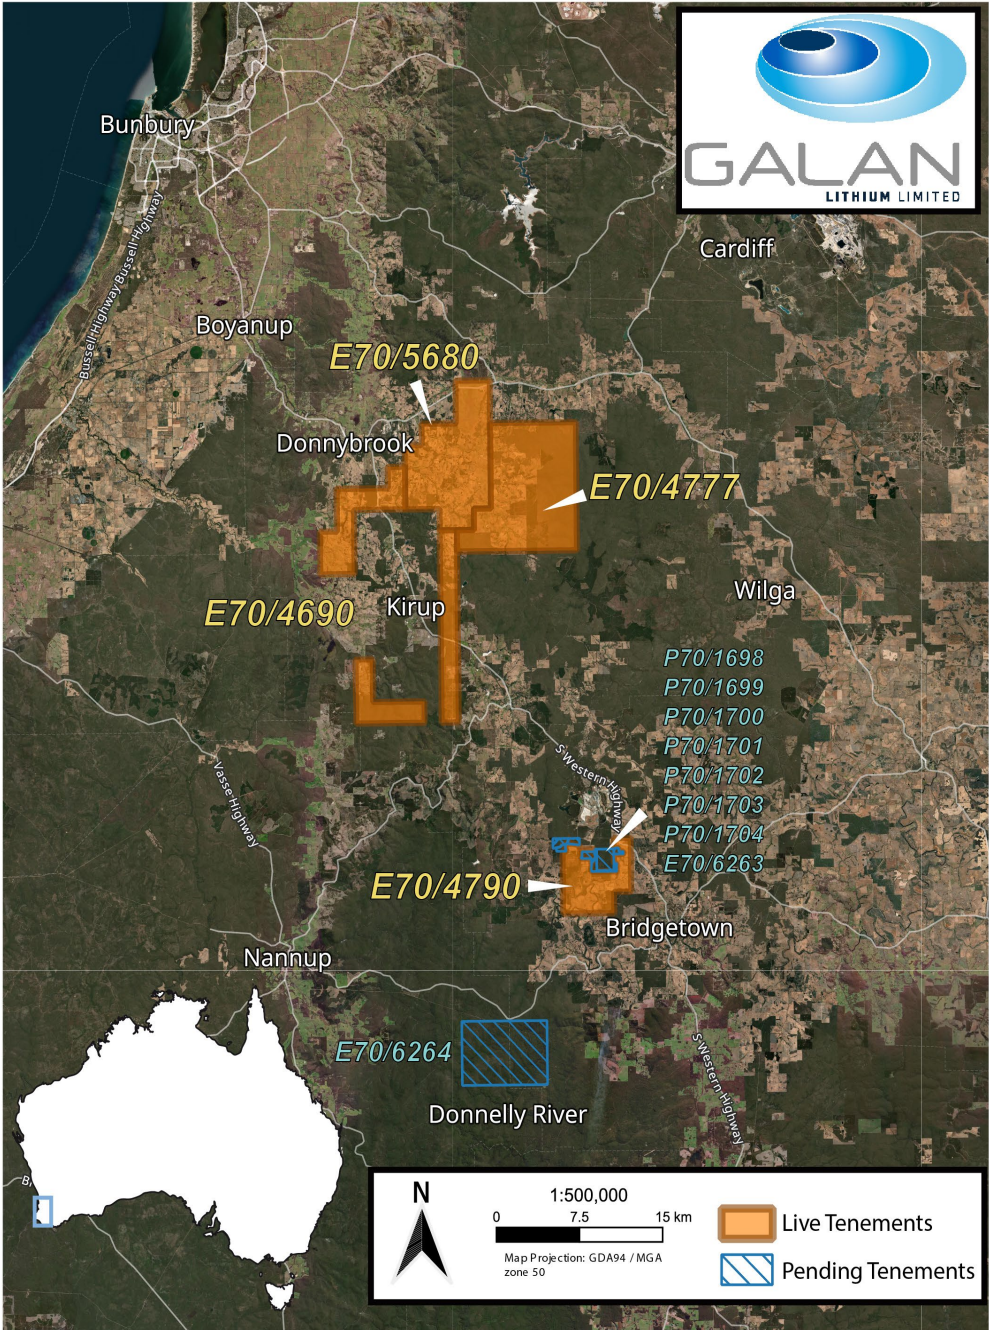 GALAN
LITHIUM LIMITED
Bunbury
Bussell Highway
Bussell Highway
Cardiff
Boyanup
E70/5680
Donnybrook
E70/4777
Wilga
E70/4690
Kirup
P70/1698
P70/1699
P70/1700
P70/1701
P70/1702
P70/1703
P70/1704
E70/6263
S Western Highway
Vasse Highway
E70/4790
Bridgetown
Nannup
E70/6264
S Western Highway
Donnelly River
B
N
1:500,000
0 7.5 15 km
Map Projection: GDA94 / MGA
zone 50
Live Tenements
Pending Tenements